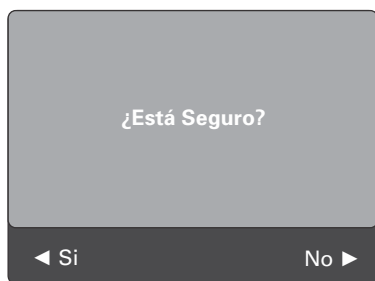 ¿Está Seguro?
◄ Si No ►